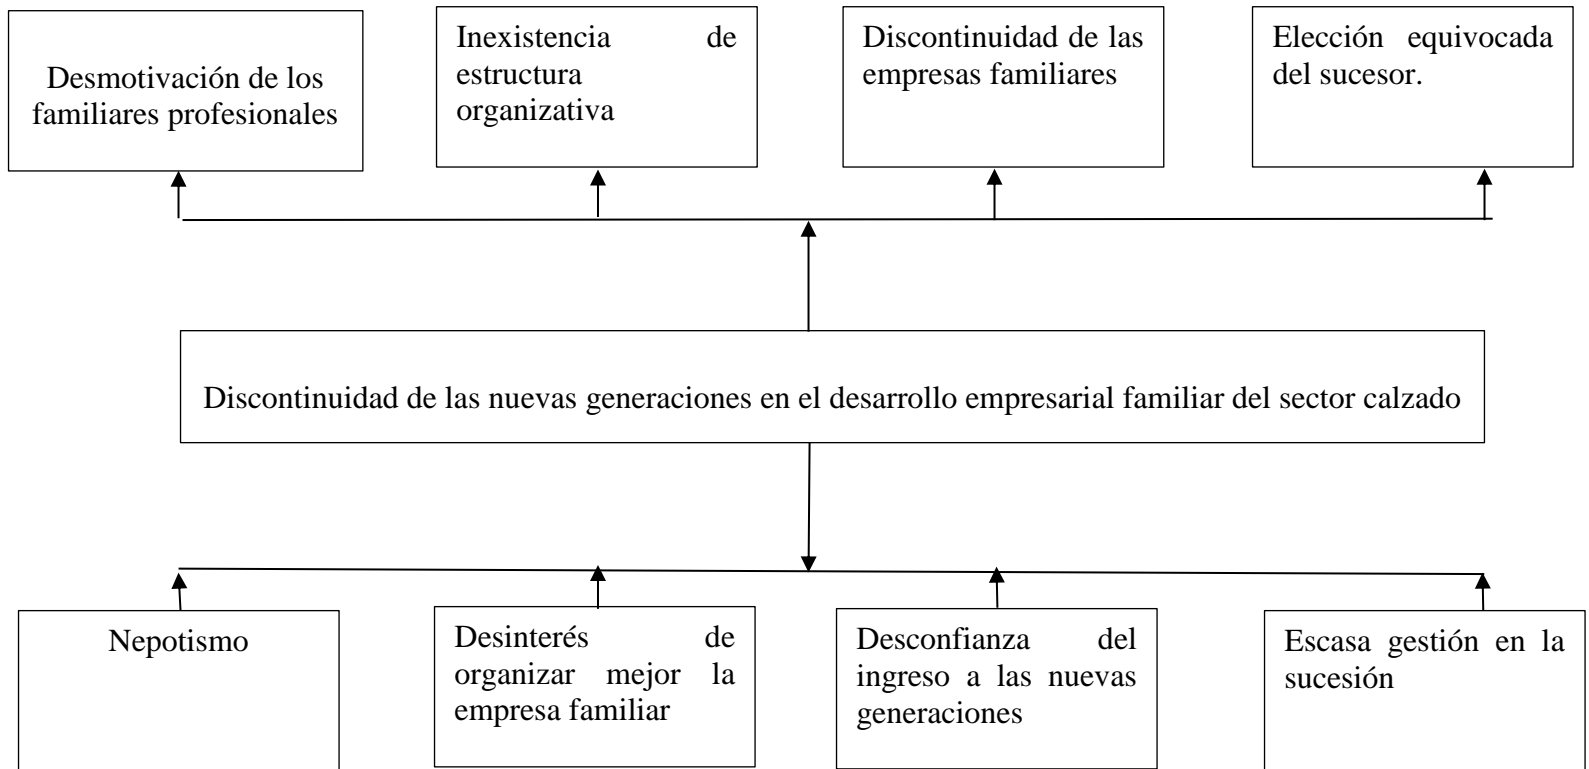 Desmotivación de los
familiares profesionales
Inexistencia de
estructura
organizativa
Discontinuidad de las
empresas familiares
Elección equivocada
del sucesor.
Discontinuidad de las nuevas generaciones en el desarrollo empresarial familiar del sector calzado
Nepotismo
Desinterés de
organizar mejor la
empresa familiar
Desconfianza del
ingreso a las nuevas
generaciones
Escasa gestión en la
sucesión